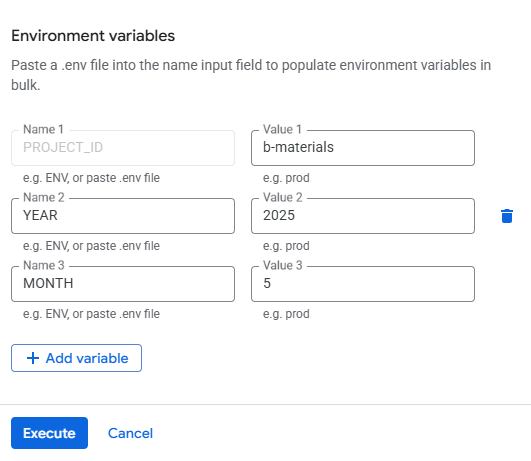 Environment variables
Paste a .env file into the name input field to populate environment variables in
bulk.
Name 1
Value 1
PROJECT_ID
b-materials
e.g. ENV, or paste .env file
e.g. prod
Name 2
Value 2
YEAR
2025
e.g. ENV, or paste .env file
e.g. prod
Name 3
Value 3
MONTH
5
e.g. ENV, or paste .env file
e.g. prod
+ Add variable
Execute
Cancel